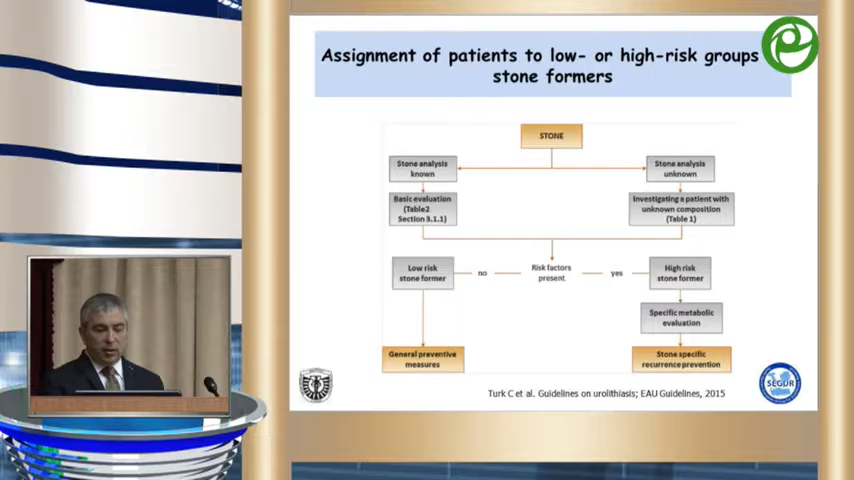 Assignment of patients to low- or high-risk groups
stone formers
STONE
Stone analysis
known
Stone analysis
unknown
Basic evaluation
(Table2
Section 3.1.1)
Investigating a patient with
unknown composition
(Table 1)
Low risk
stone former
no
Risk factors
present
yes
High risk
stone former
Specific metabolic
evaluation
General preventive
measures
Stone specific
recurrence prevention
Turk C et al. Guidelines on urolithiasis; EAU Guidelines, 2015
SEGUR